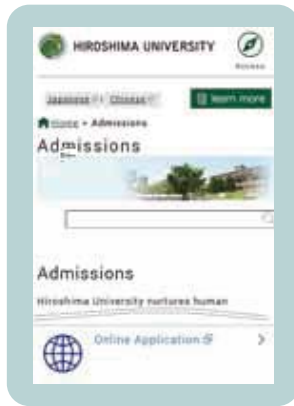 HIROSHIMA UNIVERSITY
Access
Japanese Chinese
learn more
Home > Admissions
Admissions
Admissions
Hiroshima University nurtures human
Online Application